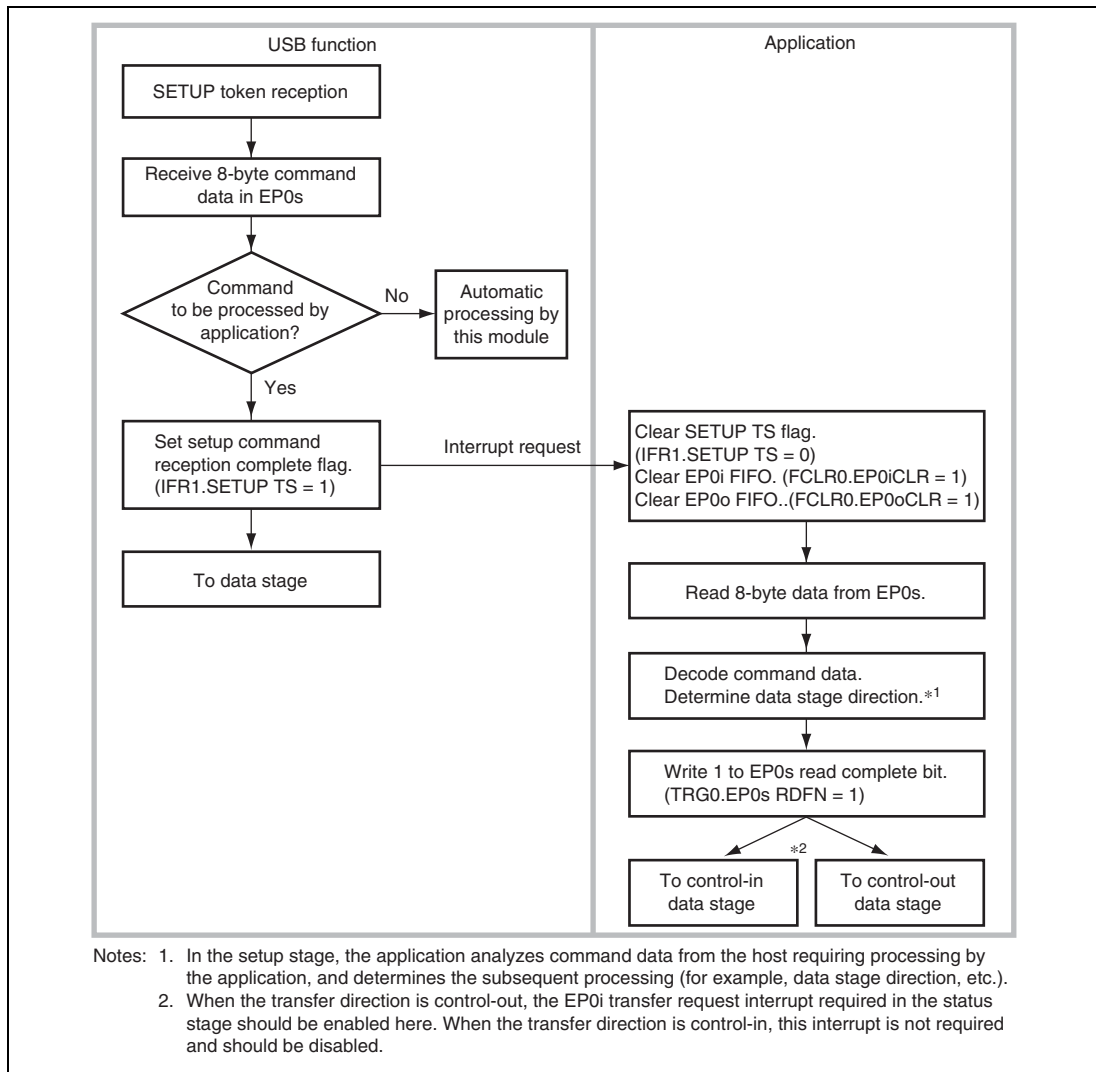 USB function
Application
SETUP token reception
Receive 8-byte command
data in EP0s
Command
to be processed by
application?
No
Automatic
processing by
this module
Yes
Set setup command
reception complete flag.
(IFR1.SETUP TS = 1)
Interrupt request
Clear SETUP TS flag.
(IFR1.SETUP TS = 0)
Clear EP0i FIFO. (FCLR0.EP0iCLR = 1)
Clear EP0o FIFO..(FCLR0.EP0oCLR = 1)
To data stage
Read 8-byte data from EP0s.
Decode command data.
Determine data stage direction.*1
Write 1 to EP0s read complete bit.
(TRG0.EP0s RDFN = 1)
*2
To control-in
data stage
To control-out
data stage
Notes: 1. In the setup stage, the application analyzes command data from the host requiring processing by
the application, and determines the subsequent processing (for example, data stage direction, etc.).
2. When the transfer direction is control-out, the EP0i transfer request interrupt required in the status
stage should be enabled here. When the transfer direction is control-in, this interrupt is not required
and should be disabled.